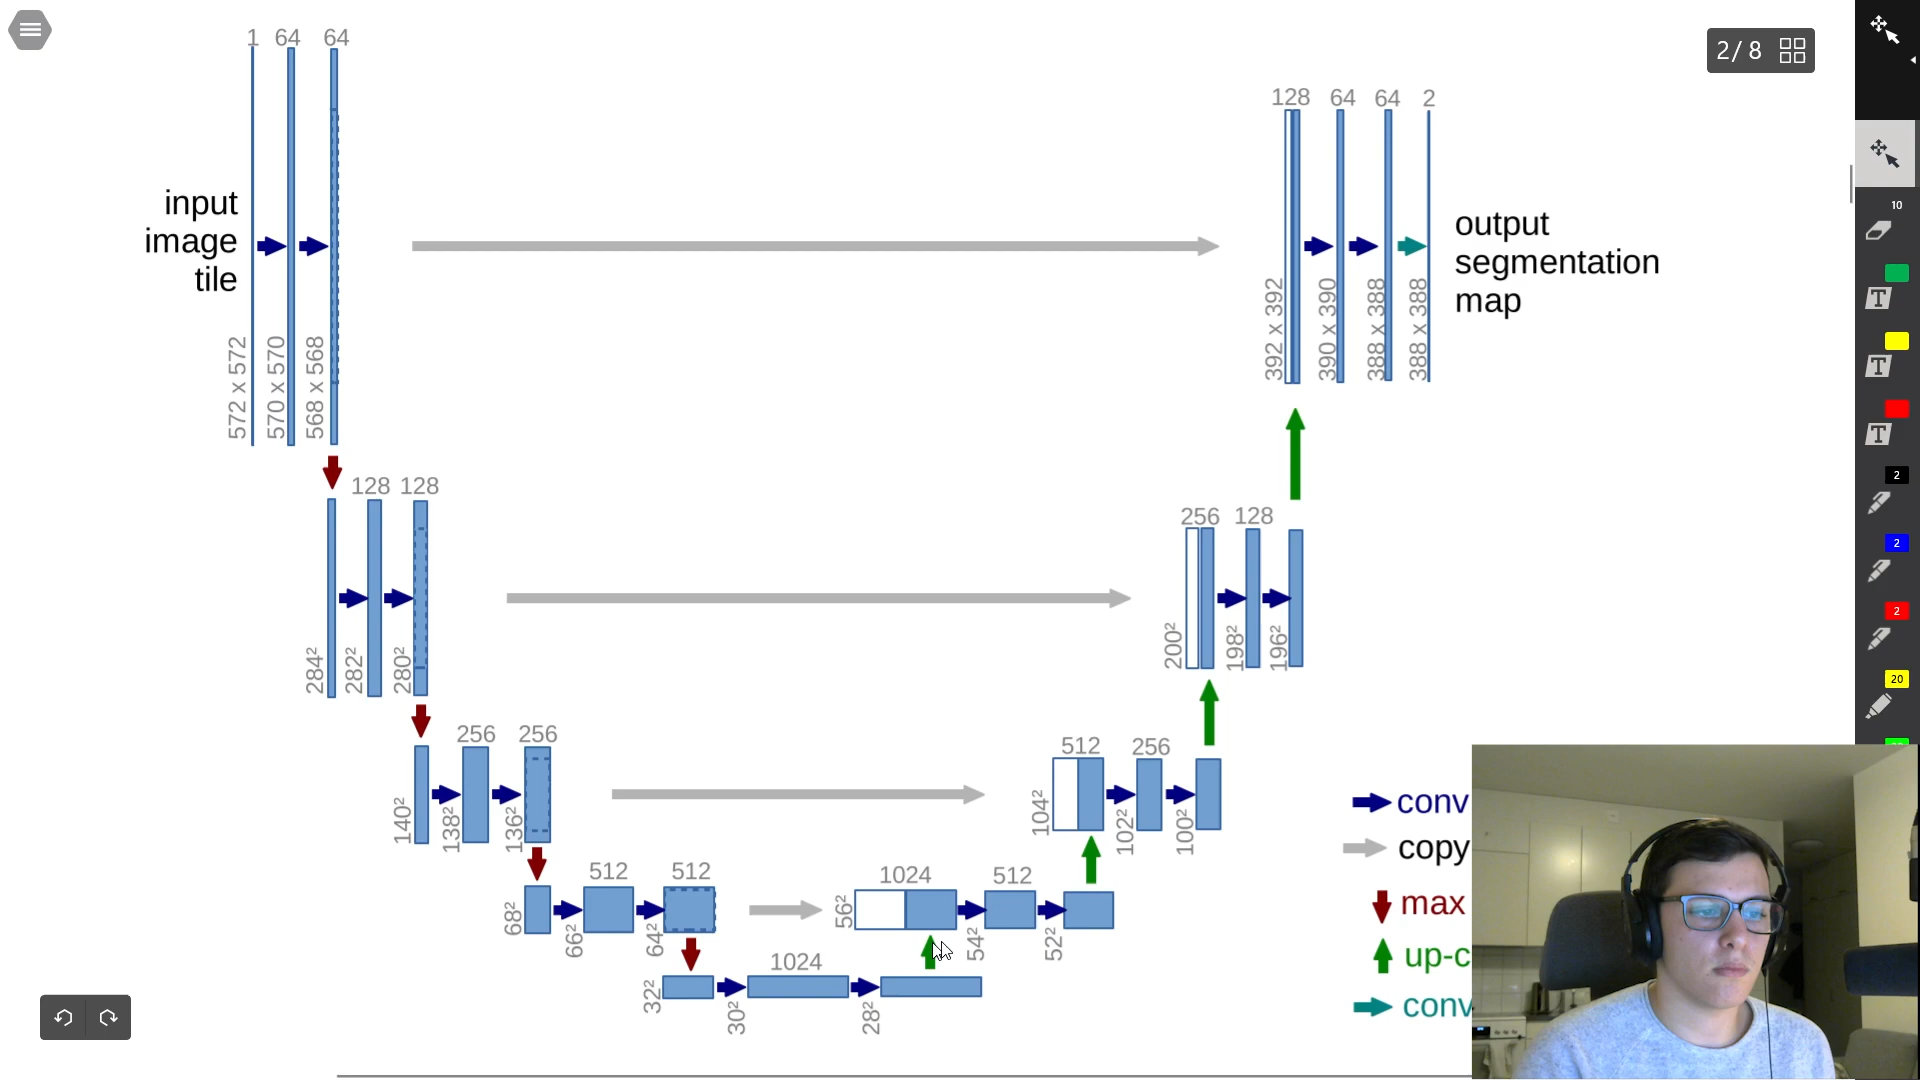 1 64 64
2/ 8
128 64 64 2
input
image
tile
output
segmentation
map
572 x 572
570 x 570
568 x 568
392 x 392
390 x 390
388 x 388
388 x 388
10
T
T
T
2
2
2
20
128 128
256 128
284²
282²
280²
200²
198²
196²
256 256
512 256
140²
138²
136²
104²
102²
100²
conv
copy
max
up-c
conv
512 512
1024 512
68²
66²
64²
56²
54²
52²
1024
32²
30²
28²